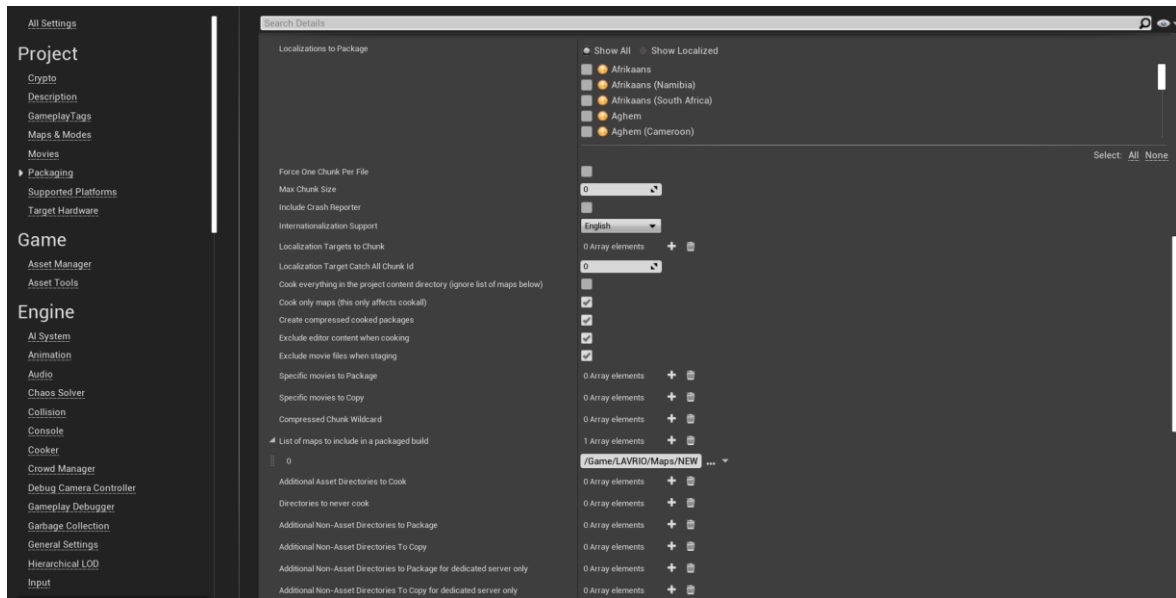 All Settings
Project
Crypto
Description
GameplayTags
Maps & Modes
Movies
Packaging
Supported Platforms
Target Hardware
Game
Asset Manager
Asset Tools
Engine
AI System
Animation
Audio
Chaos Solver
Collision
Console
Cooker
Crowd Manager
Debug Camera Controller
Gameplay Debugger
Garbage Collection
General Settings
Hierarchical LOD
Input
Search Details
Localizations to Package
Show All Show Localized
Afrikaans
Afrikaans (Namibia)
Afrikaans (South Africa)
Aghem
Aghem (Cameroon)
Select: All None
Force One Chunk Per File
Max Chunk Size 0
Include Crash Reporter
Internationalization Support English
Localization Targets to Chunk 0 Array elements
Localization Target Catch All Chunk Id 0
Cook everything in the project content directory (ignore list of maps below)
Cook only maps (this only affects cookall)
Create compressed cooked packages
Exclude editor content when cooking
Exclude movie files when staging
Specific movies to Package 0 Array elements
Specific movies to Copy 0 Array elements
Compressed Chunk Wildcard 0 Array elements
List of maps to include in a packaged build 1 Array elements
0 /Game/LAVRIO/Maps/NEW ...
Additional Asset Directories to Cook 0 Array elements
Directories to never cook 0 Array elements
Additional Non-Asset Directories to Package 0 Array elements
Additional Non-Asset Directories To Copy 0 Array elements
Additional Non-Asset Directories to Package for dedicated server only 0 Array elements
Additional Non-Asset Directories To Copy for dedicated server only 0 Array elements